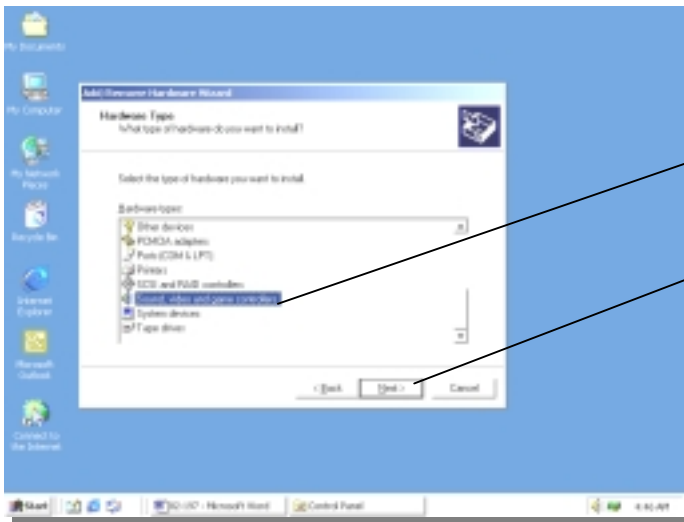 My Documents
My Computer
My Network
Places
Recycle Bin
Internet
Explorer
Microsoft
Outlook
Connect to
the Internet
Add/Remove Hardware Wizard
Hardware Type
What type of hardware do you want to install?
Select the type of hardware you want to install.
Hardware types:
Other devices
PCMCIA adapters
Ports (COM & LPT)
Printers
SCSI and RAID controllers
Sound, video and game controllers
System devices
Tape drives
< Back
Next >
Cancel
Start
- Microsoft Word
Control Panel
AM